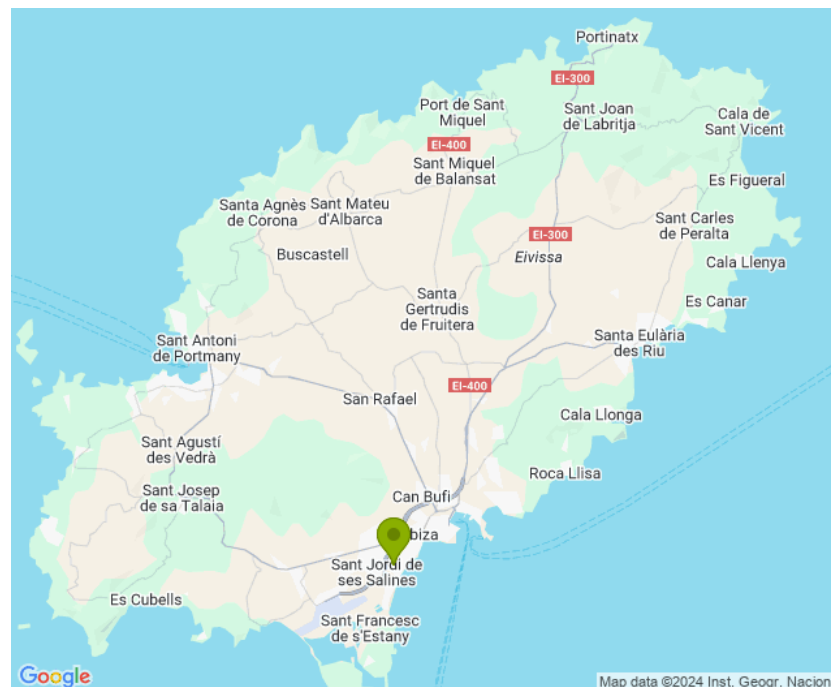 Portinatx
EI-300
Port de Sant
Miquel
Sant Joan
de Labritja
Cala de
Sant Vicent
EI-400
Sant Miquel
de Balansat
Es Figueral
Santa Agnès
de Corona
Sant Mateu
d'Albarca
Sant Carles
de Peralta
EI-300
Buscastell
Eivissa
Cala Llenya
Santa
Gertrudis
de Fruitera
Es Canar
Sant Antoni
de Portmany
Santa Eulària
des Riu
EI-400
San Rafael
Cala Llonga
Sant Agustí
des Vedrà
Roca Llisa
Sant Josep
de sa Talaia
Can Bufi
biza
Sant Jordi de
ses Salines
Es Cubells
Sant Francesc
de s'Estany
Google
Map data ©2024 Inst. Geogr. Nacion